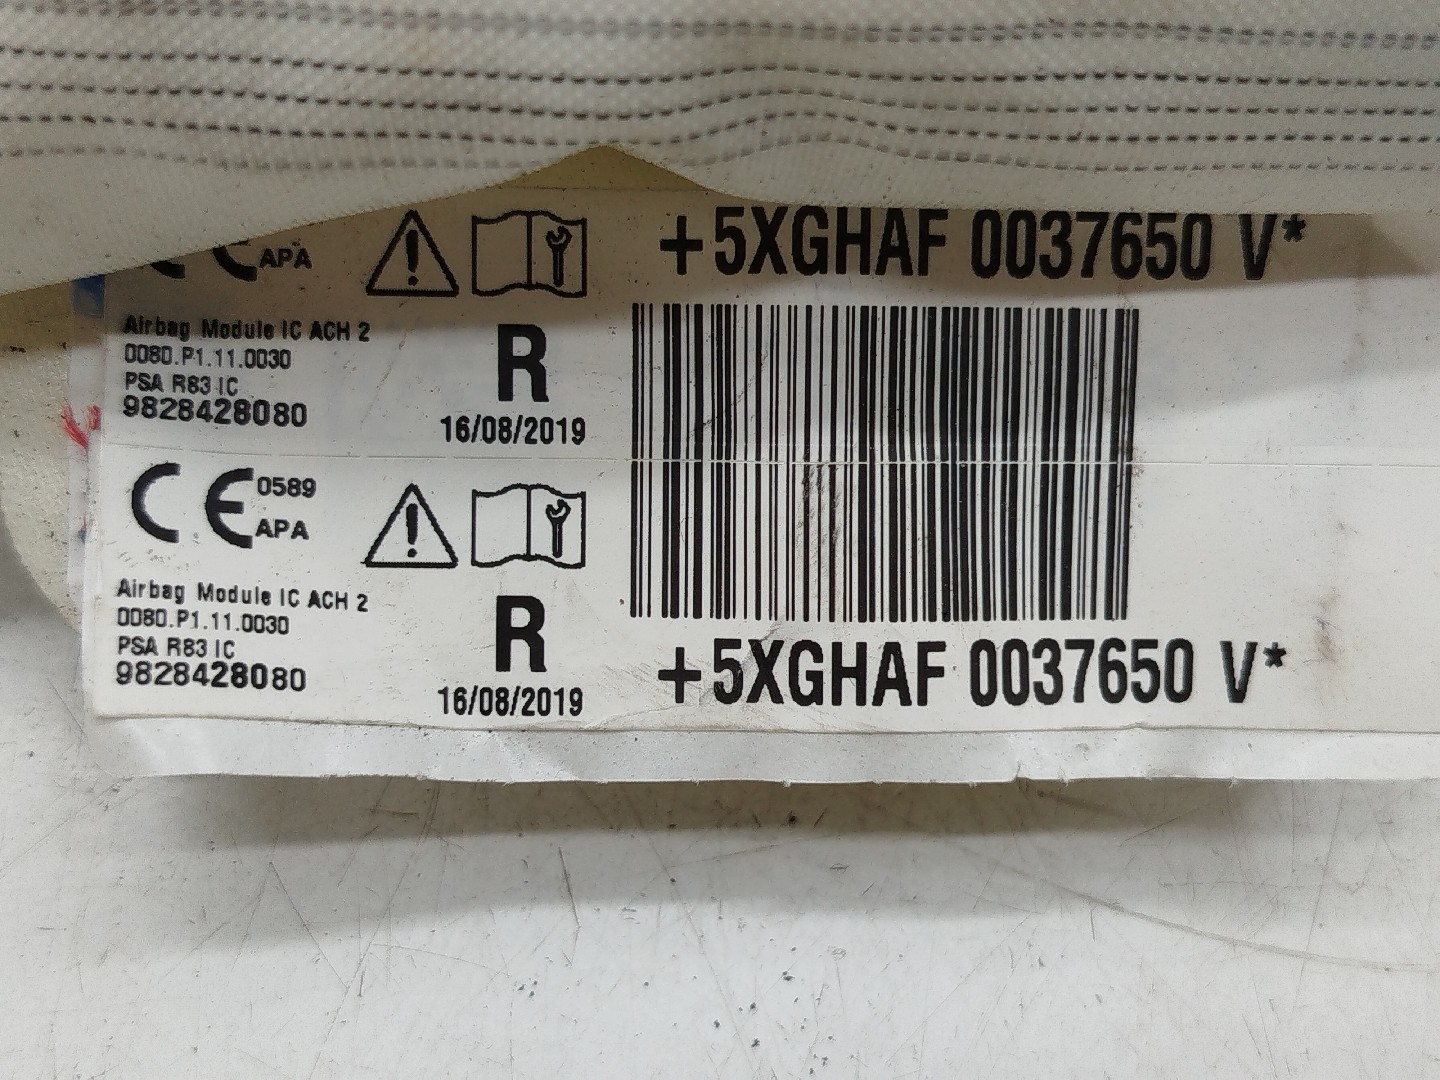 CE APA
+5XGHAF 0037650 V*
Airbag Module IC ACH 2
0080.P1.11.0030
PSA R83 IC
9828428080
R
16/08/2019
CE 0589
APA
Airbag Module IC ACH 2
0080.P1.11.0030
PSA R83 IC
9828428080
R
16/08/2019
+5XGHAF 0037650 V*